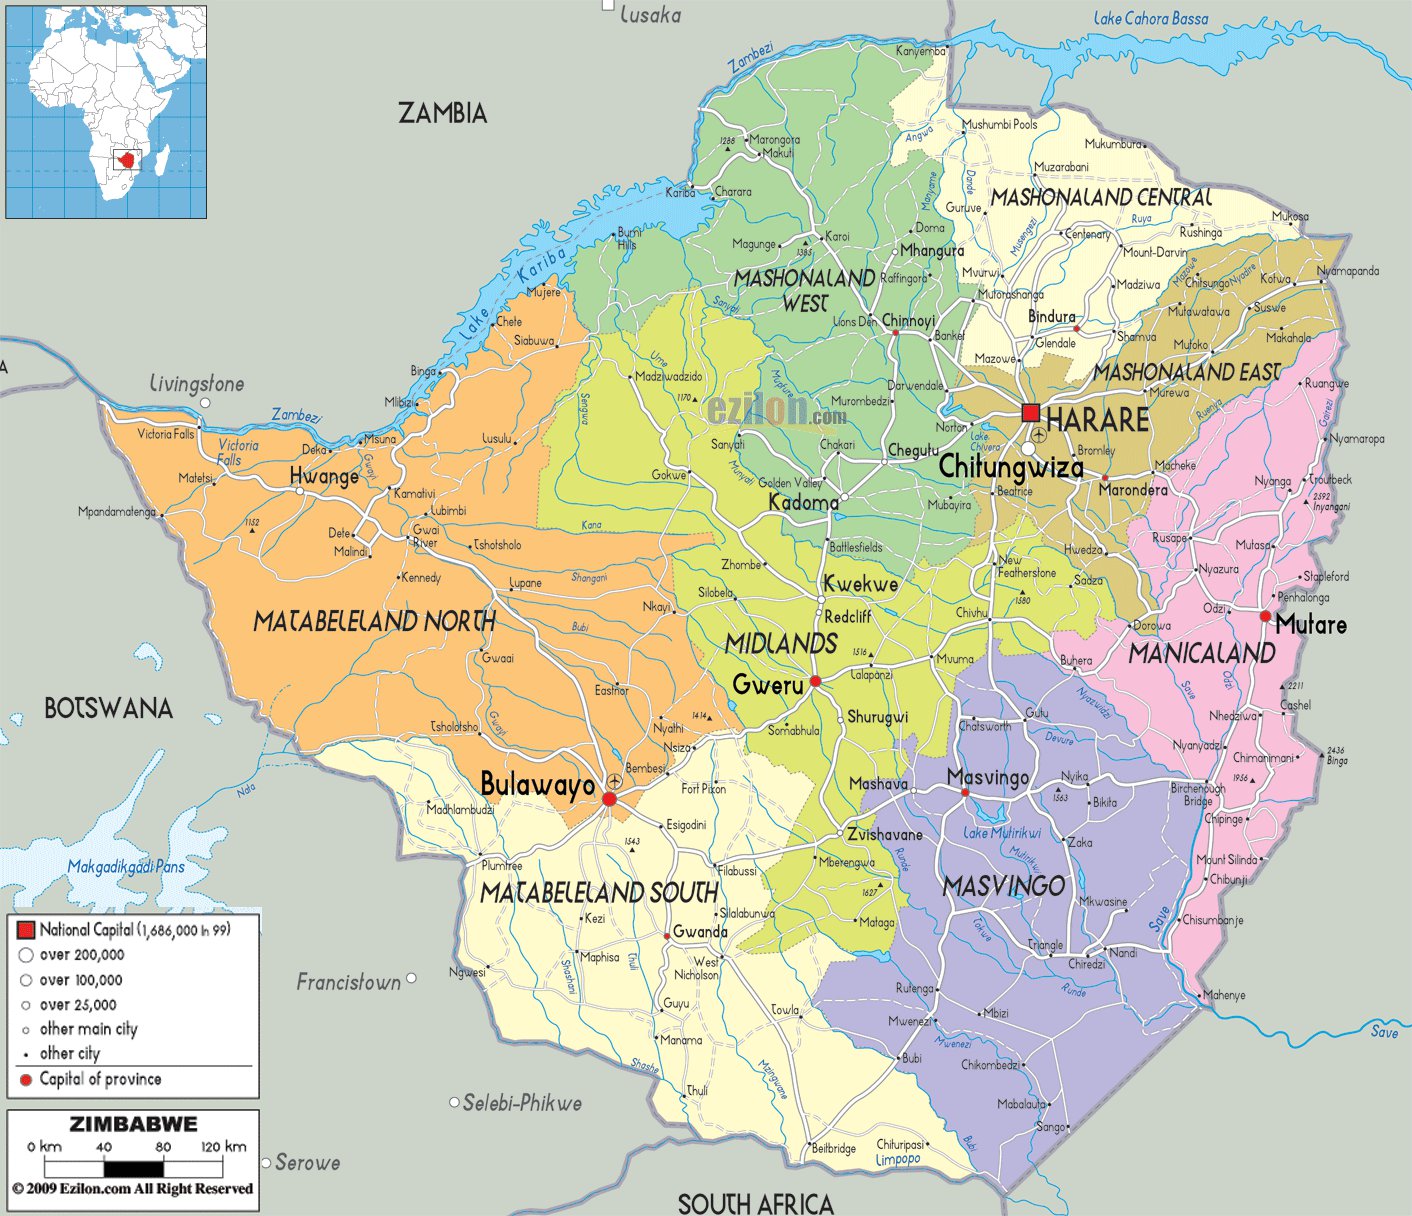 Lusaka
Lake Cahora Bassa
Zambezi
Kanyemba
ZAMBIA
Angwa
Mushumbi Pools
Mukumbura
1286
Marongora
Makuti
Muzarabani
Kariba
Charara
Manyame
Dande
MASHONALAND CENTRAL
Guruve
Musengezi
Ruya
Mukosa
Rushinga
Bumi
Hills
Magunge
1385
Karoi
Doma
Centenary
Mount-Darvin
Mhangura
Lake Kariba
Mujere
MASHONALAND
WEST
Raffingora
Mvurwi
Madziwa
Mazowe
Nyadire
Chitsungo
Kotwa
Nyamapanda
Sanyati
Mutorashanga
Mutawatawa
Suswe
Chete
Siabuwa
Lions Den
Chinnoyi
Banket
Bindura
Shamva
Glendale
Makahala
Mutoko
Ume
Mazowe
MASHONALAND EAST
Binga
Madziwadzido
Mupfure
Darwendale
Murewa
Ruangwe
Livingstone
Mlibizi
Sengwa
1170
ezilon.com
Murombedzi
HARARE
Ruenya
Gairezi
Zambezi
Victoria Falls
Victoria
Falls
Deka
Msuna
Lusulu
Sanyati
Chakari
Chegutu
Norton
Lake
Chivera
Bromley
Nyamaropa
Gwayi
Matetsi
Hwange
Kamativi
Gokwe
Munyati
Golden Valley
Kadoma
Chitungwiza
Macheke
Marondera
Beatrice
Mubayira
Nyanga
Troutbeck
2592
Inyangani
Mpandamatenga
1152
Lubimbi
Dete
Gwai
River
Malindi
Tshotsholo
Kana
Battlesfields
Rusape
Mutasa
Hwedza
Kennedy
Lupane
Shangani
Zhombe
New
Featherstone
Sadza
Nyazura
Stapleford
Penhalonga
Kwekwe
Silobela
Nkayi
Redcliff
1580
Chivhu
Odzi
Mutare
MATABELELAND NORTH
Bubi
MIDLANDS
Dorowa
MANICALAND
Gwaai
1516
Lalapanzi
Mvuma
Buhera
Gweru
Eastnor
Nyazwidzi
Save
Odzi
2211
Cashel
BOTSWANA
Tsholotsho
Gwayi
Nyathi
1414
Shurugwi
Somabhula
Chatsworth
Gutu
Devure
Nhedziwa
Nyanyadzi
Chimanimani
2436
Binga
Nsiza
Bembesi
Bulawayo
Fort Pixon
Mashava
Masvingo
Nyika
1563
Bikita
Birchenough
Bridge
1956
Nata
Madhlambudzi
Esigodini
Zvishavane
Lake Mutirikwi
Chipinge
1543
Plumtree
Filabussi
Mberengwa
Runde
Mutirikwi
Zaka
Mount Silinda
Chibunji
Makgadikgadi Pans
MATABELELAND SOUTH
1627
MASVINGO
Mkwasine
Save
Chisumbanje
Silalabunwa
Kezi
Mataga
Tokwe
Gwanda
Triangle
Chiredzi
Nandi
Maphisa
West
Nicholson
Ngwesi
Shashani
Thuli
Francistown
Guyu
Towla
Rutenga
Runde
Mahenye
Mbizi
Mwenezi
Manama
Save
Mwenezi
Bubi
Shashe
Mzingwane
Chikombedzi
Selebi-Phikwe
Thuli
Mabalauta
Sango
Beitbridge
Chituripasi
Limpopo
Bubi
Serowe
SOUTH AFRICA
National Capital (1,686,000 In 99)
over 200,000
over 100,000
over 25,000
other main city
other city
Capital of province
ZIMBABWE
0 km 40 80 120 km
© 2009 Ezilon.com All Right Reserved